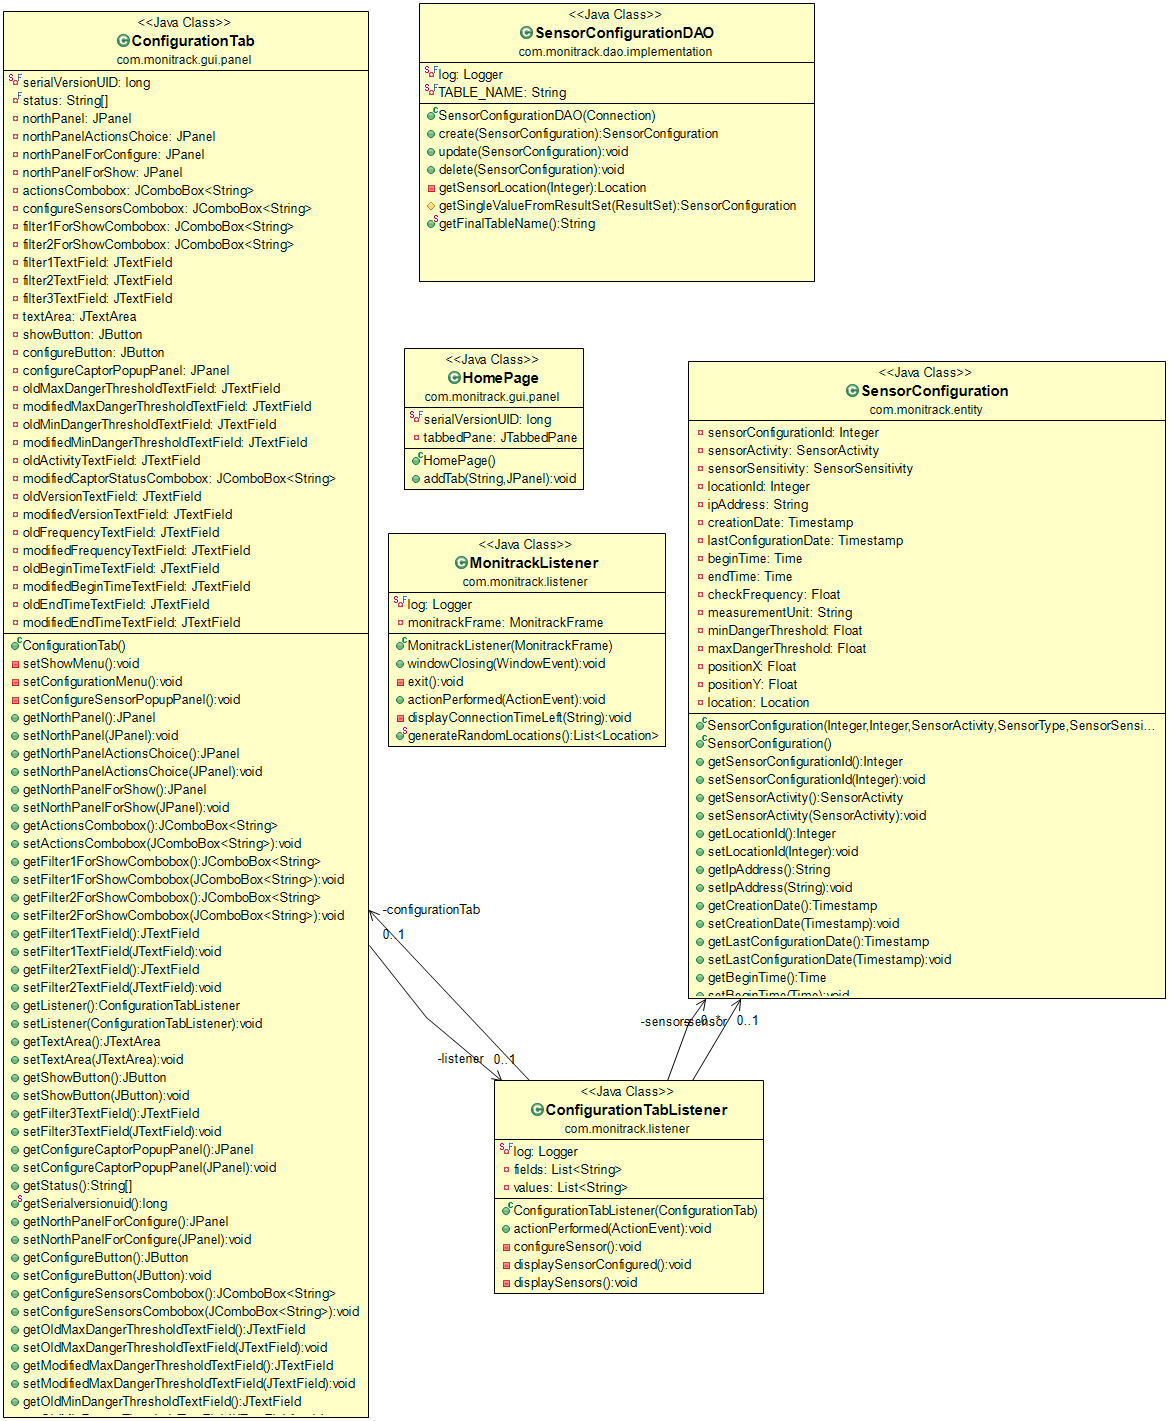 <<Java Class>>
ConfigurationTab
com.monitrack.gui.panel
serialVersionUID: long
status: String[]
northPanel: JPanel
northPanelActionsChoice: JPanel
northPanelForConfigure: JPanel
northPanelForShow: JPanel
actionsCombobox: JComboBox<String>
configureSensorsCombobox: JComboBox<String>
filter1ForShowCombobox: JComboBox<String>
filter2ForShowCombobox: JComboBox<String>
filter1TextField: JTextField
filter2TextField: JTextField
filter3TextField: JTextField
textArea: JTextArea
showButton: JButton
configureButton: JButton
configureCaptorPopupPanel: JPanel
oldMaxDangerThresholdTextField: JTextField
modifiedMaxDangerThresholdTextField: JTextField
oldMinDangerThresholdTextField: JTextField
modifiedMinDangerThresholdTextField: JTextField
oldActivityTextField: JTextField
modifiedCaptorStatusCombobox: JComboBox<String>
oldVersionTextField: JTextField
modifiedVersionTextField: JTextField
oldFrequencyTextField: JTextField
modifiedFrequencyTextField: JTextField
oldBeginTimeTextField: JTextField
modifiedBeginTimeTextField: JTextField
oldEndTimeTextField: JTextField
modifiedEndTimeTextField: JTextField
ConfigurationTab()
setShowMenu():void
setConfigurationMenu():void
setConfigureSensorPopupPanel():void
getNorthPanel():JPanel
setNorthPanel(JPanel):void
getNorthPanelActionsChoice():JPanel
setNorthPanelActionsChoice(JPanel):void
getNorthPanelForShow():JPanel
setNorthPanelForShow(JPanel):void
getActionsCombobox():JComboBox<String>
setActionsCombobox(JComboBox<String>):void
getFilter1ForShowCombobox():JComboBox<String>
setFilter1ForShowCombobox(JComboBox<String>):void
getFilter2ForShowCombobox():JComboBox<String>
setFilter2ForShowCombobox(JComboBox<String>):void
getFilter1TextField():JTextField
setFilter1TextField(JTextField):void
getFilter2TextField():JTextField
setFilter2TextField(JTextField):void
getListener():ConfigurationTabListener
setListener(ConfigurationTabListener):void
getTextArea():JTextArea
setTextArea(JTextArea):void
getShowButton():JButton
setShowButton(JButton):void
getFilter3TextField():JTextField
setFilter3TextField(JTextField):void
getConfigureCaptorPopupPanel():JPanel
setConfigureCaptorPopupPanel(JPanel):void
getStatus():String[]
getSerialversionuid():long
getNorthPanelForConfigure():JPanel
setNorthPanelForConfigure(JPanel):void
getConfigureButton():JButton
setConfigureButton(JButton):void
getConfigureSensorsCombobox():JComboBox<String>
setConfigureSensorsCombobox(JComboBox<String>):void
getOldMaxDangerThresholdTextField():JTextField
setOldMaxDangerThresholdTextField(JTextField):void
getModifiedMaxDangerThresholdTextField():JTextField
setModifiedMaxDangerThresholdTextField(JTextField):void
getOldMinDangerThresholdTextField():JTextField
<<Java Class>>
SensorConfigurationDAO
com.monitrack.dao.implementation
log: Logger
TABLE_NAME: String
SensorConfigurationDAO(Connection)
create(SensorConfiguration):SensorConfiguration
update(SensorConfiguration):void
delete(SensorConfiguration):void
getSensorLocation(Integer):Location
getSingleValueFromResultSet(ResultSet):SensorConfiguration
getFinalTableName():String
<<Java Class>>
HomePage
com.monitrack.gui.panel
serialVersionUID: long
tabbedPane: JTabbedPane
HomePage()
addTab(String,JPanel):void
<<Java Class>>
MonitrackListener
com.monitrack.listener
log: Logger
monitrackFrame: MonitrackFrame
MonitrackListener(MonitrackFrame)
windowClosing(WindowEvent):void
exit():void
actionPerformed(ActionEvent):void
displayConnectionTimeLeft(String):void
generateRandomLocations():List<Location>
<<Java Class>>
SensorConfiguration
com.monitrack.entity
sensorConfigurationId: Integer
sensorActivity: SensorActivity
sensorSensitivity: SensorSensitivity
locationId: Integer
ipAddress: String
creationDate: Timestamp
lastConfigurationDate: Timestamp
beginTime: Time
endTime: Time
checkFrequency: Float
measurementUnit: String
minDangerThreshold: Float
maxDangerThreshold: Float
positionX: Float
positionY: Float
location: Location
SensorConfiguration(Integer,Integer,SensorActivity,SensorType,SensorSensi...
SensorConfiguration()
getSensorConfigurationId():Integer
setSensorConfigurationId(Integer):void
getSensorActivity():SensorActivity
setSensorActivity(SensorActivity):void
getLocationId():Integer
setLocationId(Integer):void
getIpAddress():String
setIpAddress(String):void
getCreationDate():Timestamp
setCreationDate(Timestamp):void
getLastConfigurationDate():Timestamp
setLastConfigurationDate(Timestamp):void
getBeginTime():Time
setBeginTime(Time):void
-configurationTab
0..1
-listener 0..1
0..1
<<Java Class>>
ConfigurationTabListener
com.monitrack.listener
log: Logger
fields: List<String>
values: List<String>
ConfigurationTabListener(ConfigurationTab)
actionPerformed(ActionEvent):void
configureSensor():void
displaySensorConfigured():void
displaySensors():void